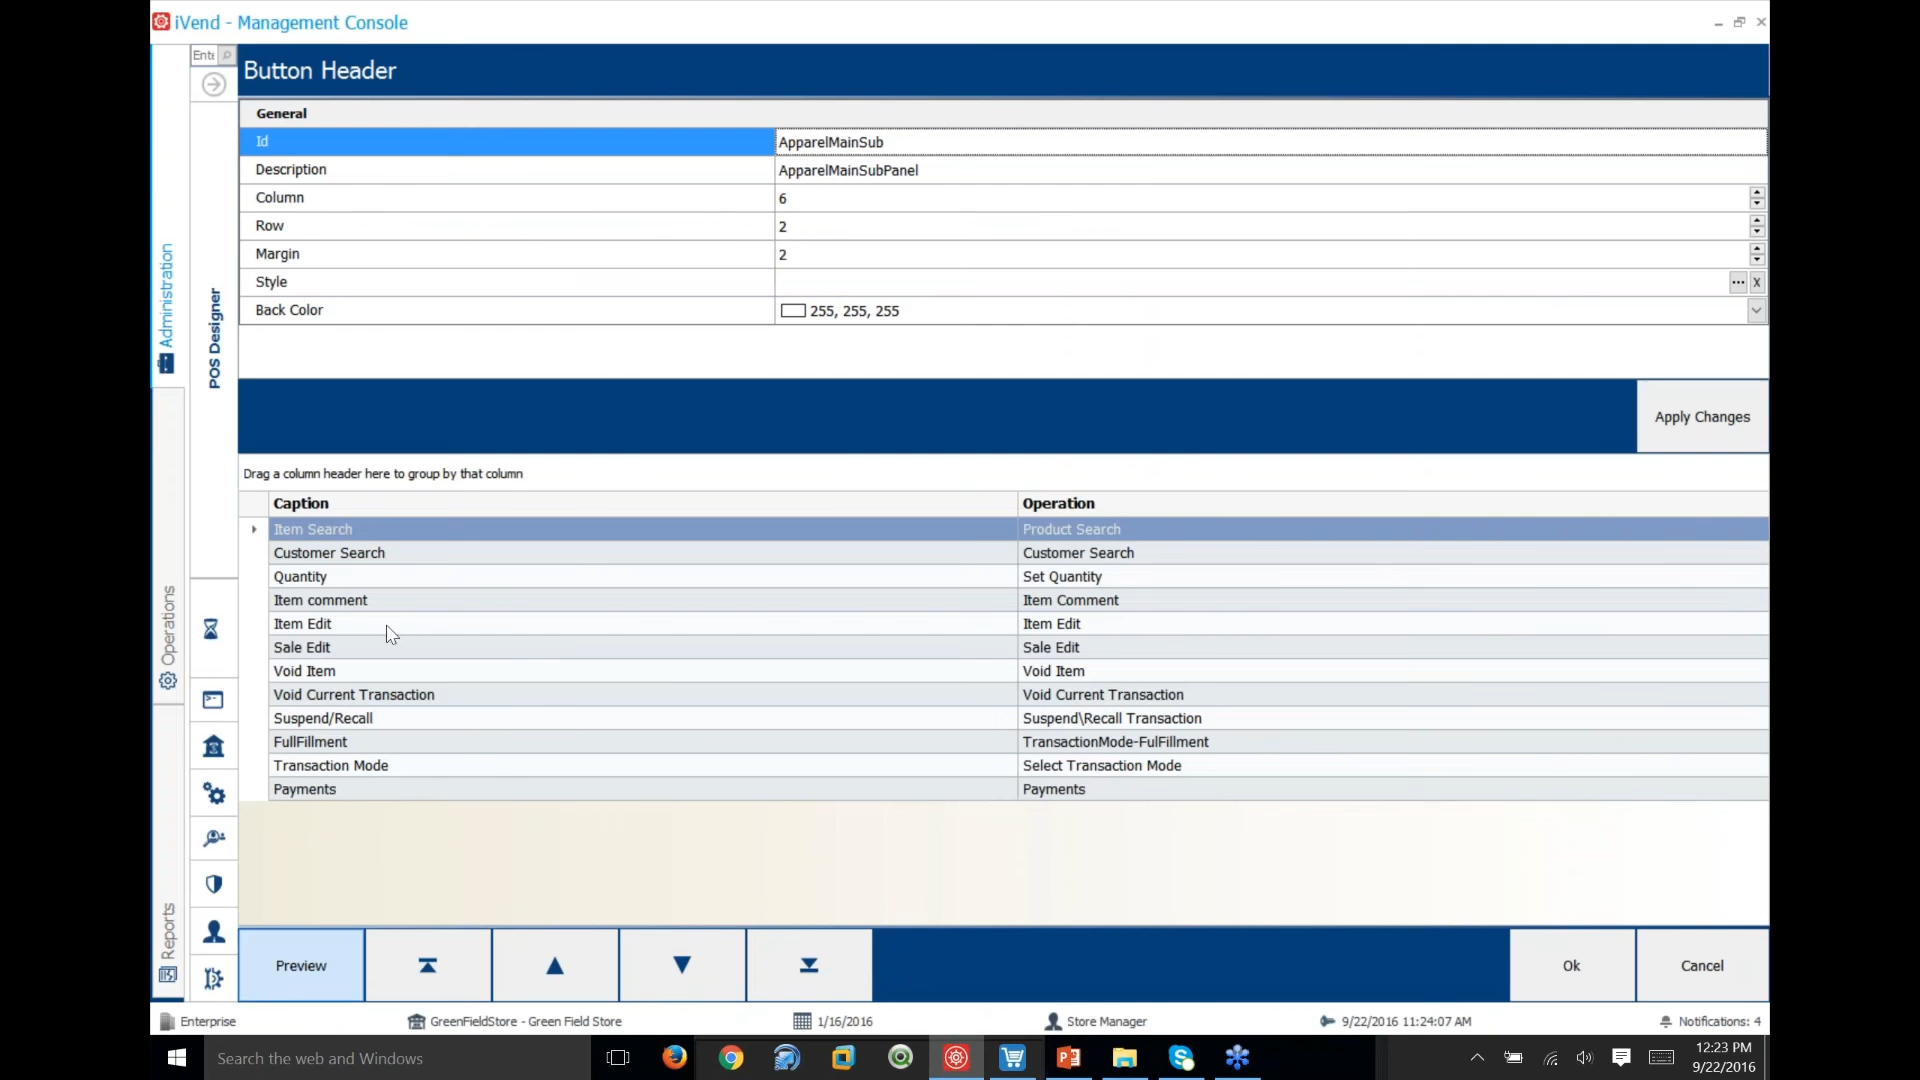 iVend - Management Console
Ente
Button Header
General
Id ApparelMainSub
Description ApparelMainSubPanel
Column 6
Row 2
Margin 2
Style ... X
Back Color 255, 255, 255
Administration
POS Designer
Operations
Reports
Apply Changes
Drag a column header here to group by that column
Caption Operation
Item Search Product Search
Customer Search Customer Search
Quantity Set Quantity
Item comment Item Comment
Item Edit Item Edit
Sale Edit Sale Edit
Void Item Void Item
Void Current Transaction Void Current Transaction
Suspend/Recall Suspend\Recall Transaction
FullFillment TransactionMode-FulFillment
Transaction Mode Select Transaction Mode
Payments Payments
Preview Ok Cancel
Enterprise GreenFieldStore - Green Field Store 1/16/2016 Store Manager 9/22/2016 11:24:07 AM Notifications: 4
Search the web and Windows
12:23 PM
9/22/2016